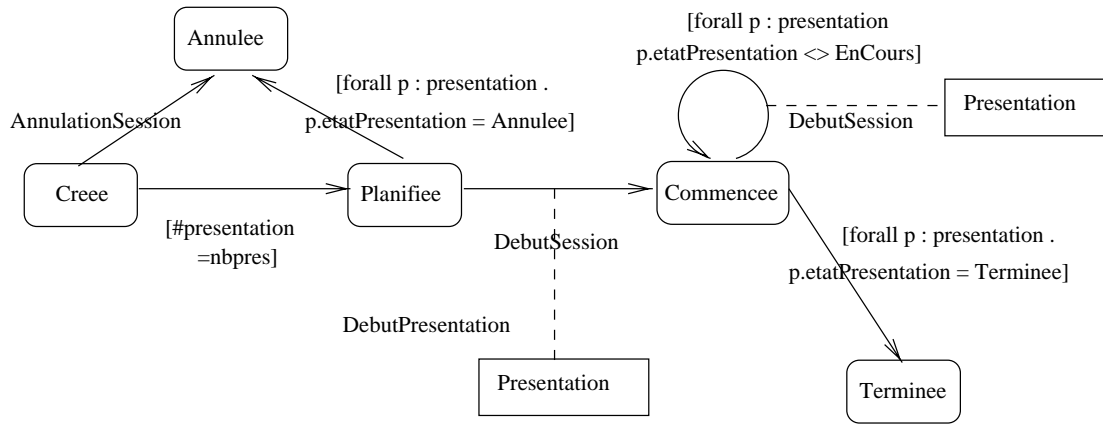 [forall p : presentation
p.etatPresentation <> EnCours]
Annulee
[forall p : presentation .
p.etatPresentation = Annulee]
Presentation
AnnulationSession
DebutSession
Creee
Planifiee
Commencee
[#presentation
=nbpres]
DebutSession
[forall p : presentation .
p.etatPresentation = Terminee]
DebutPresentation
Presentation
Terminee